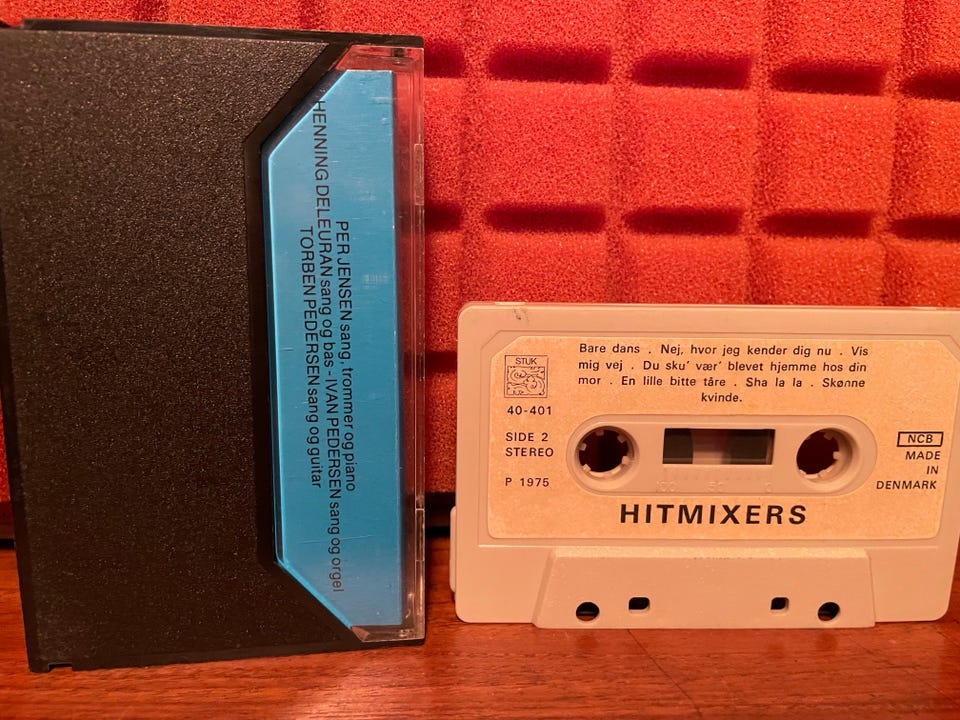 PER JENSEN sang, trommer og piano
HENNING DELEURAN sang og bas - IVAN PEDERSEN sang og orgel
TORBEN PEDERSEN sang og guitar
Bare dans . Nej, hvor jeg kender dig nu . Vis
mig vej . Du sku' vær' blevet hjemme hos din
mor . En lille bitte tåre . Sha la la . Skønne
kvinde.
STUK
40-401
SIDE 2
STEREO
P 1975
NCB
MADE
IN
DENMARK
100 50 0
HITMIXERS